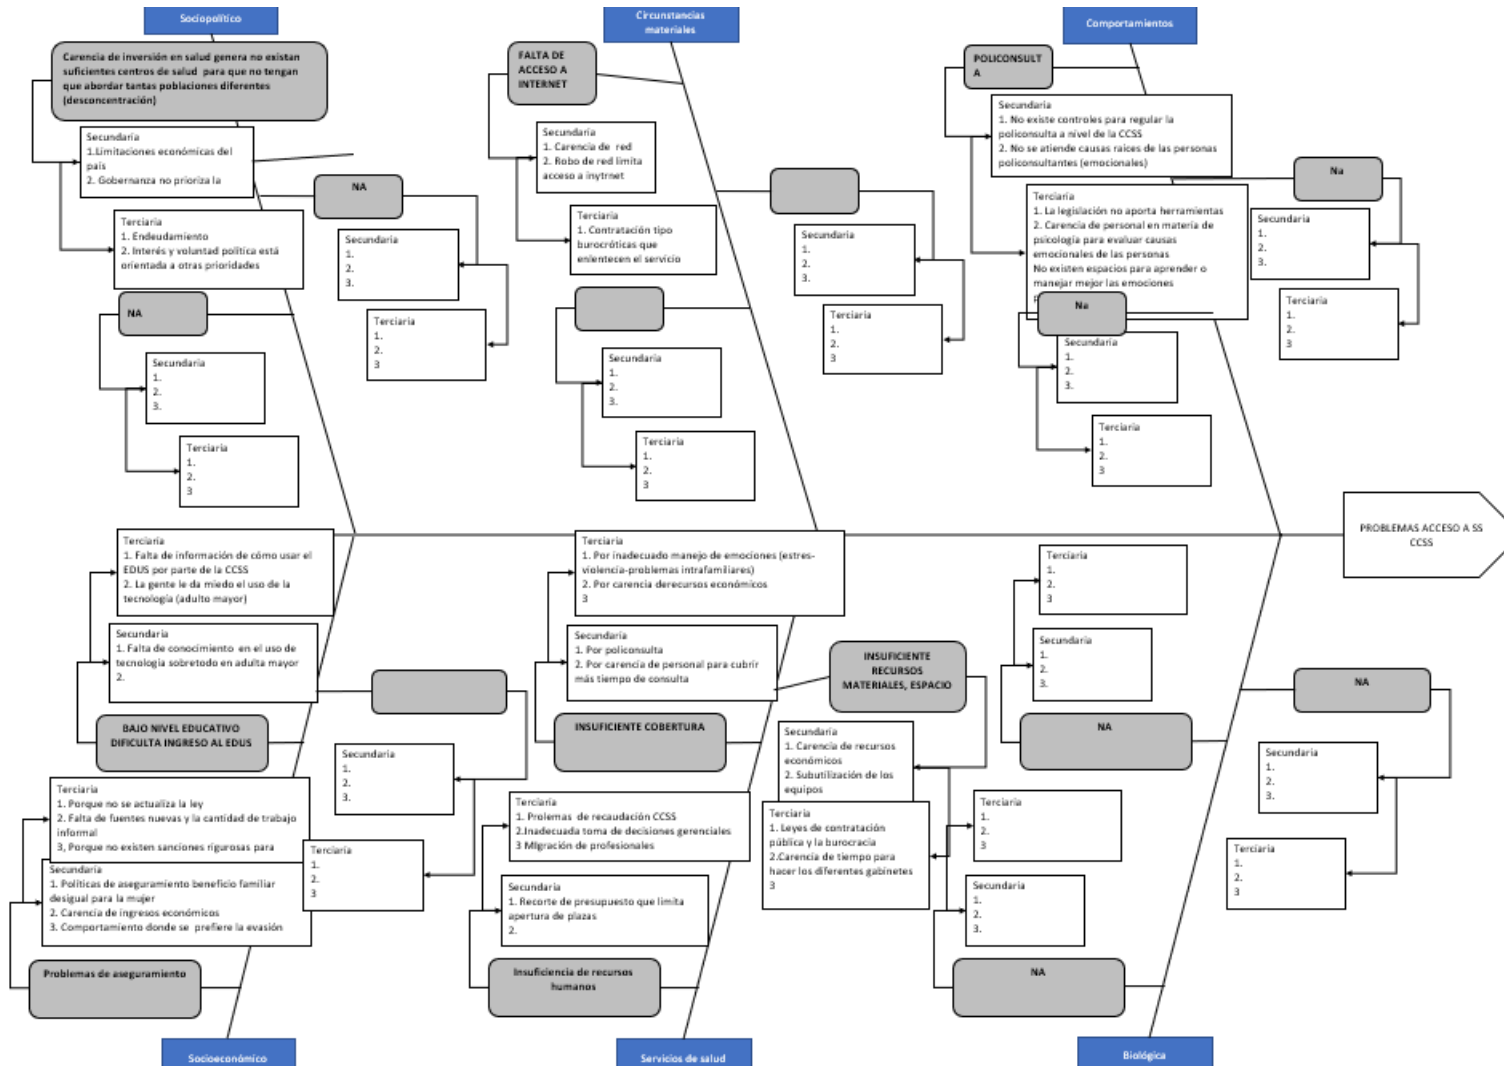 Sociopolítico
Carencia de inversión en salud genera no existan
suficientes centros de salud para que no tengan
que abordar tantas poblaciones diferentes
(desconcentración)
Secundaria
1.Limitaciones económicas del
país
2. Gobernanza no prioriza la
Terciaria
1. Endeudamiento
2. Interés y voluntad política está
orientada a otras prioridades
NA
Secundaria
1.
2.
3.
Terciaria
1.
2.
3
NA
Secundaria
1.
2.
3.
Terciaria
1.
2.
3
Circunstancias
materiales
FALTA DE
ACCESO A
INTERNET
Secundaria
1. Carencia de red
2. Robo de red limita
acceso a inytrnet
Terciaria
1. Contratación tipo
burocróticas que
enlentecen el servicio
Secundaria
1.
2.
3.
Terciaria
1.
2.
3
Secundaria
1.
2.
3.
Terciaria
1.
2.
3
Comportamientos
POLICONSULT
A
Secundaria
1. No existe controles para regular la
policonsulta a nivel de la CCSS
2. No se atiende causas raíces de las personas
policonsultantes (emocionales)
Terciaria
1. La legislación no aporta herramientas
2. Carencia de personal en materia de
psicología para evaluar causas
emocionales de las personas
No existen espacios para aprender o
manejar mejor las emociones
Na
Secundaria
1.
2.
3.
Terciaria
1.
2.
3
Na
Secundaria
1.
2.
3.
Terciaria
1.
2.
3
PROBLEMAS ACCESO A SS
CCSS
Terciaria
1. Falta de información de cómo usar el
EDUS por parte de la CCSS
2. La gente le da miedo el uso de la
tecnología (adulto mayor)
Secundaria
1. Falta de conocimiento en el uso de
tecnología sobretodo en adulta mayor
2.
BAJO NIVEL EDUCATIVO
DIFICULTA INGRESO AL EDUS
Secundaria
1.
2.
3.
Terciaria
1.
2.
3
Terciaria
1. Porque no se actualiza la ley
2. Falta de fuentes nuevas y la cantidad de trabajo
informal
3, Porque no existen sanciones rigurosas para
Secundaria
1. Políticas de aseguramiento beneficio familiar
desigual para la mujer
2. Carencia de ingresos económicos
3. Comportamiento donde se prefiere la evasión
Problemas de aseguramiento
Socioeconómico
Terciaria
1. Por inadecuado manejo de emociones (estres-
violencia-problemas intrafamiliares)
2. Por carencia derecursos económicos
3
Secundaria
1. Por policonsulta
2. Por carencia de personal para cubrir
más tiempo de consulta
INSUFICIENTE COBERTURA
INSUFICIENTE
RECURSOS
MATERIALES, ESPACIO
Secundaria
1. Carencia de recursos
económicos
2. Subutilización de los
equipos
Terciaria
1. Leyes de contratación
pública y la burocracia
2.Carencia de tiempo para
hacer los diferentes gabinetes
3
Terciaria
1. Prolemas de recaudación CCSS
2.Inadecuada toma de decisiones gerenciales
3 MIgración de profesionales
Secundaria
1. Recorte de presupuesto que limita
apertura de plazas
2.
Insuficiencia de recursos
humanos
Servicios de salud
Terciaria
1.
2.
3
Secundaria
1.
2.
3.
NA
NA
Secundaria
1.
2.
3.
Terciaria
1.
2.
3
Terciaria
1.
2.
3
Secundaria
1.
2.
3.
NA
Biológica